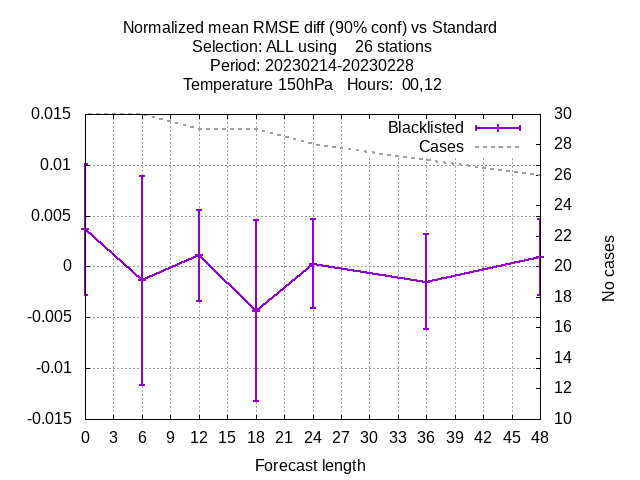 Normalized mean RMSE diff (90% conf) vs Standard
Selection: ALL using    26 stations
Period: 20230214-20230228
Temperature 150hPa   Hours:  00,12
Blacklisted
Cases
0.015
0.01
0.005
0
-0.005
-0.01
-0.015
30
28
26
24
22
20
18
16
14
12
10
No cases
0 3 6 9 12 15 18 21 24 27 30 33 36 39 42 45 48
Forecast length